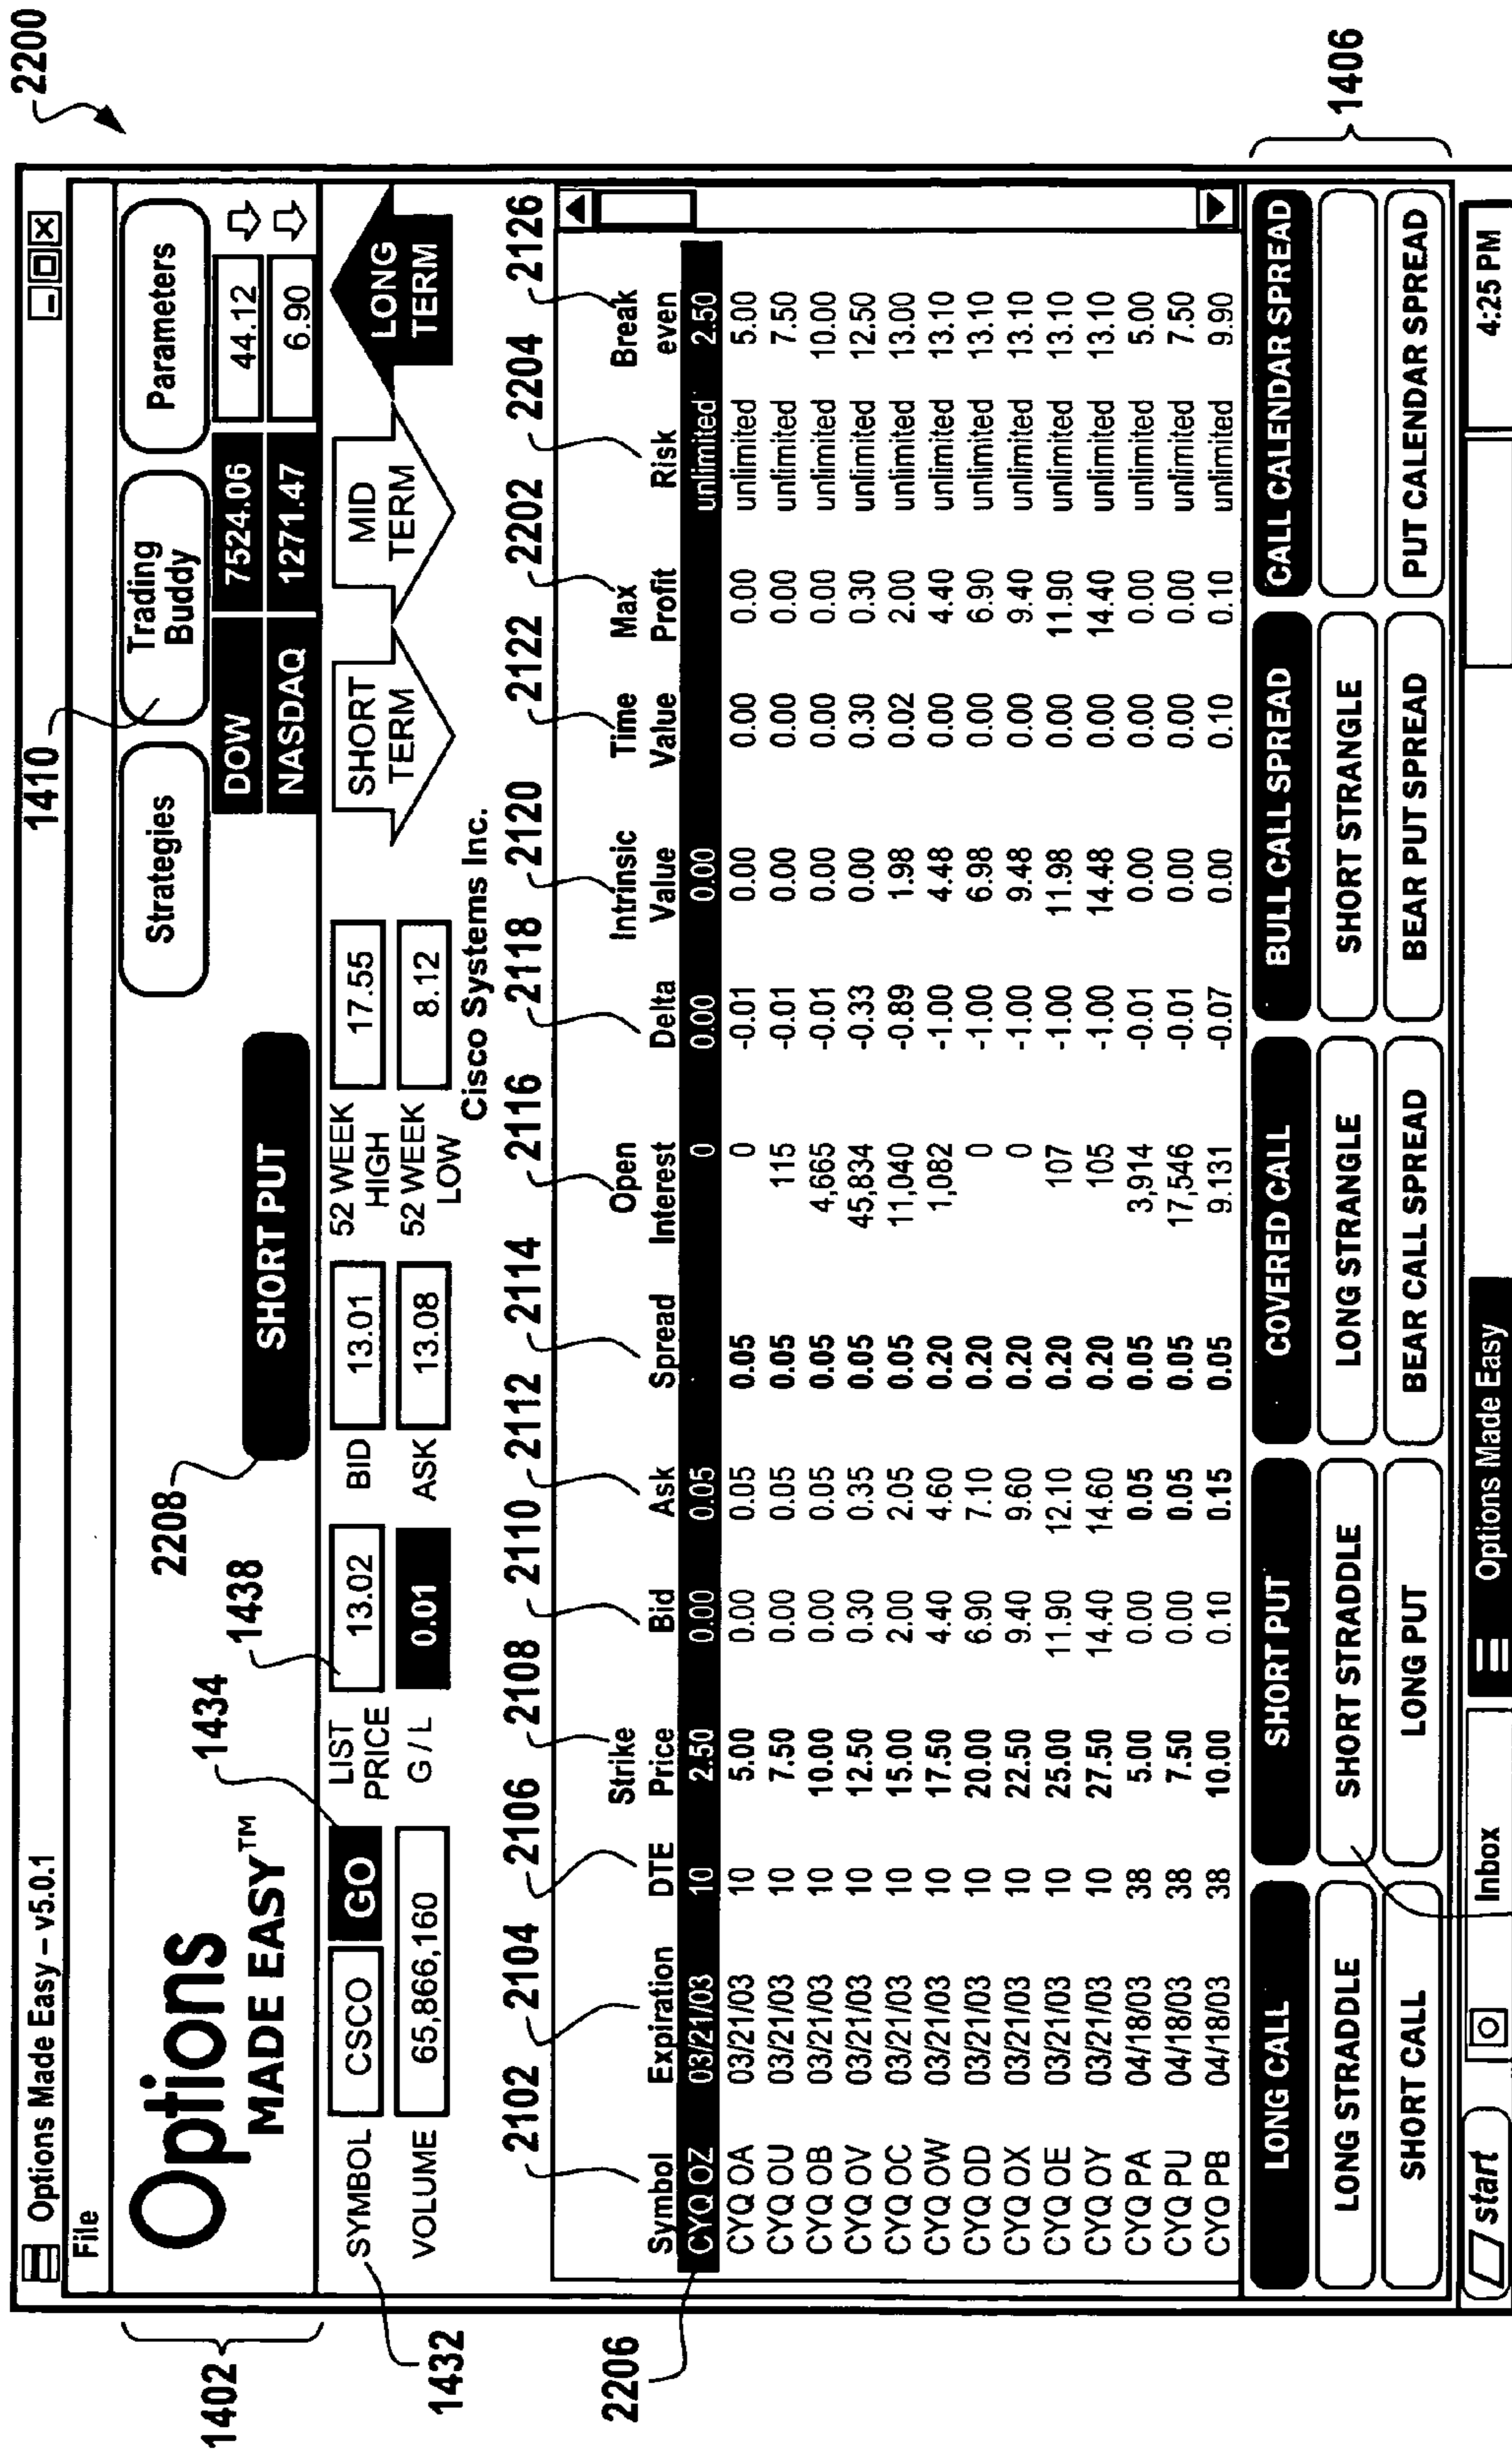 2200
1410
Options Made Easy – v5.0.1
File
1402
Options
MADE EASY™
2208
SHORT PUT
Strategies
Trading
Buddy
Parameters
DOW 7524.06 44.12
NASDAQ 1271.47 6.90
1434
1438
1432
SYMBOL CSCO GO LIST PRICE 13.02 BID 13.01 52 WEEK HIGH 17.55
VOLUME 65,866,160 G / L 0.01 ASK 13.08 52 WEEK LOW 8.12
SHORT TERM
MID TERM
LONG TERM
Cisco Systems Inc.
2102 2104 2106 2108 2110 2112 2114 2116 2118 2120 2122 2202 2204 2126
Symbol Expiration DTE Strike Price Bid Ask Spread Open Interest Delta Intrinsic Value Time Value Max Profit Risk Break even
2206
CYQ OZ 03/21/03 10 2.50 0.00 0.05 0 0.00 0.00 unlimited 2.50
CYQ OA 03/21/03 10 5.00 0.00 0.05 0.05 0 -0.01 0.00 0.00 0.00 unlimited 5.00
CYQ OU 03/21/03 10 7.50 0.00 0.05 0.05 115 -0.01 0.00 0.00 0.00 unlimited 7.50
CYQ OB 03/21/03 10 10.00 0.00 0.05 0.05 4,665 -0.01 0.00 0.00 0.00 unlimited 10.00
CYQ OV 03/21/03 10 12.50 0.30 0.35 0.05 45,834 -0.33 0.00 0.30 0.30 unlimited 12.50
CYQ OC 03/21/03 10 15.00 2.00 2.05 0.05 11,040 -0.89 1.98 0.02 2.00 unlimited 13.00
CYQ OW 03/21/03 10 17.50 4.40 4.60 0.20 1,082 -1.00 4.48 0.00 4.40 unlimited 13.10
CYQ OD 03/21/03 10 20.00 6.90 7.10 0.20 0 -1.00 6.98 0.00 6.90 unlimited 13.10
CYQ OX 03/21/03 10 22.50 9.40 9.60 0.20 0 -1.00 9.48 0.00 9.40 unlimited 13.10
CYQ OE 03/21/03 10 25.00 11.90 12.10 0.20 107 -1.00 11.98 0.00 11.90 unlimited 13.10
CYQ OY 03/21/03 10 27.50 14.40 14.60 0.20 105 -1.00 14.48 0.00 14.40 unlimited 13.10
CYQ PA 04/18/03 38 5.00 0.00 0.05 0.05 3,914 -0.01 0.00 0.00 0.00 unlimited 5.00
CYQ PU 04/18/03 38 7.50 0.00 0.05 0.05 17,546 -0.01 0.00 0.00 0.00 unlimited 7.50
CYQ PB 04/18/03 38 10.00 0.10 0.15 0.05 9.131 -0.07 0.00 0.10 0.10 unlimited 9.90
LONG CALL SHORT PUT COVERED CALL BULL CALL SPREAD CALL CALENDAR SPREAD
LONG STRADDLE SHORT STRADDLE LONG STRANGLE SHORT STRANGLE
SHORT CALL LONG PUT BEAR CALL SPREAD BEAR PUT SPREAD PUT CALENDAR SPREAD
1406
start Inbox Options Made Easy 4:25 PM